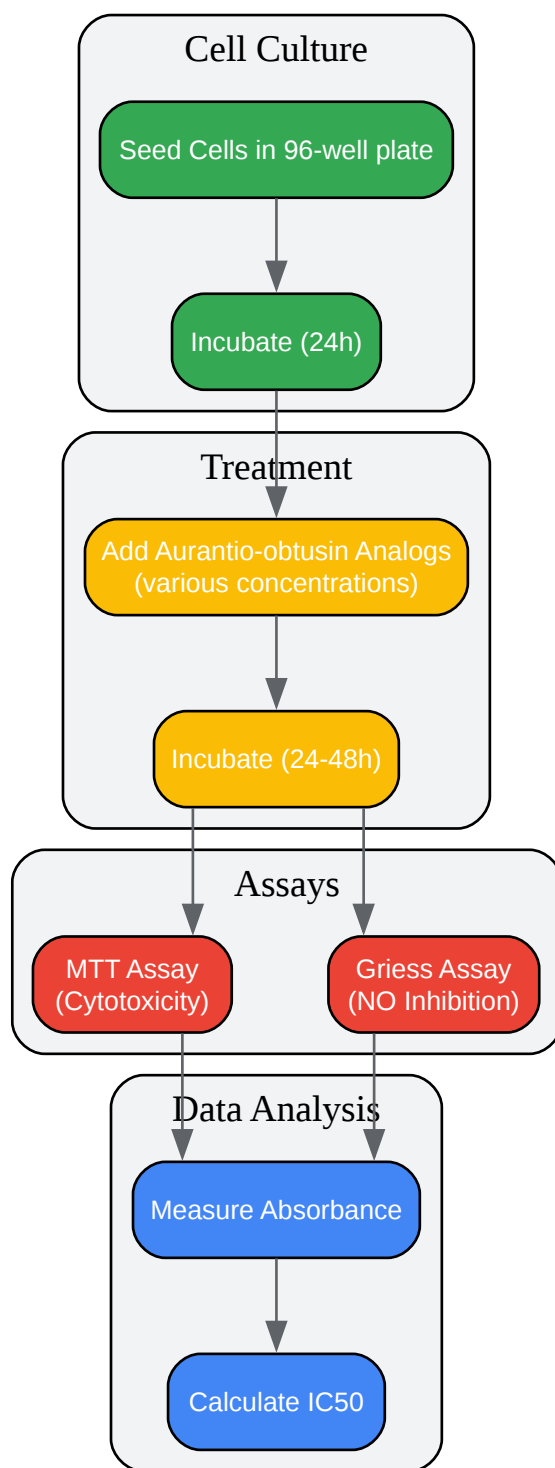 Cell Culture
Seed Cells in 96-well plate
Incubate (24h)
Treatment
Add Aurantio-obtusin Analogs
(various concentrations)
Incubate (24-48h)
Assays
MTT Assay
(Cytotoxicity)
Griess Assay
(NO Inhibition)
Data Analysis
Measure Absorbance
Calculate IC50